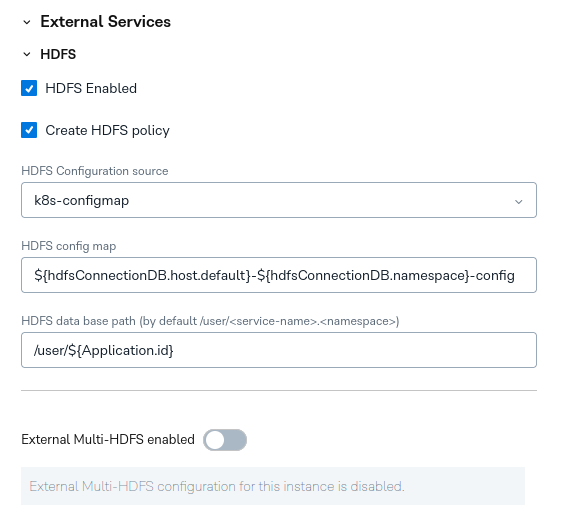 External Services
HDFS
HDFS Enabled
Create HDFS policy
HDFS Configuration source
k8s-configmap
HDFS config map
${hdfsConnectionDB.host.default}-${hdfsConnectionDB.namespace}-config
HDFS data base path (by default /user/<service-name>.<namespace>)
/user/${Application.id}
External Multi-HDFS enabled
External Multi-HDFS configuration for this instance is disabled.